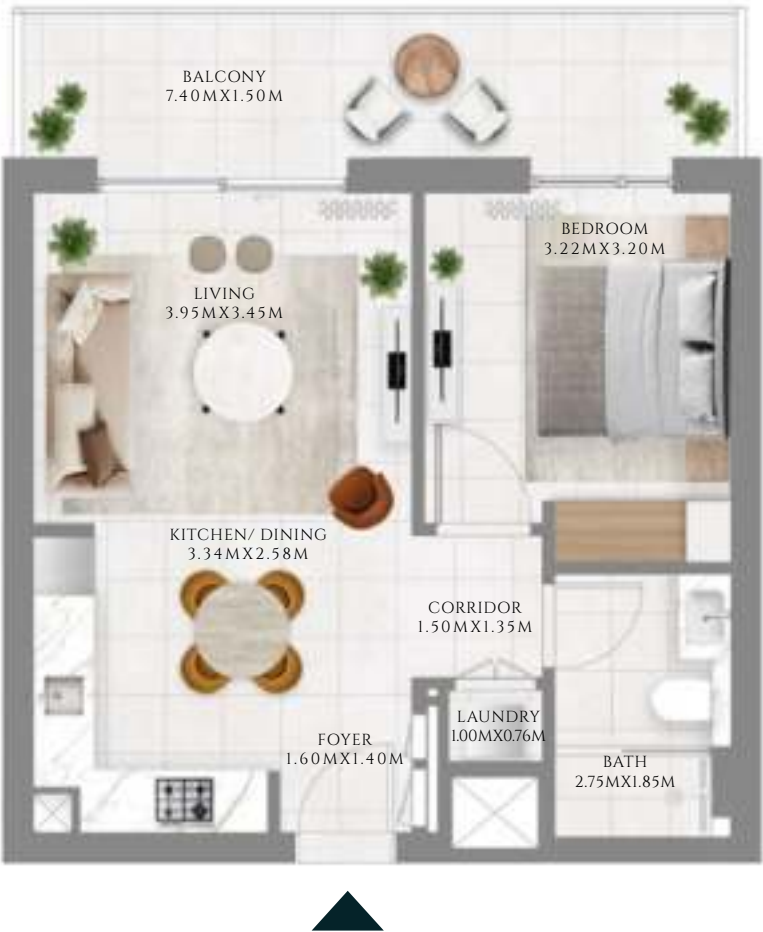 BALCONY
7.40MX1.50M
BEDROOM
3.22MX3.20M
LIVING
3.95MX3.45M
KITCHEN/ DINING
3.34MX2.58M
CORRIDOR
1.50MX1.35M
LAUNDRY
1.00MX0.76M
FOYER
1.60MX1.40M
BATH
2.75MX1.85M